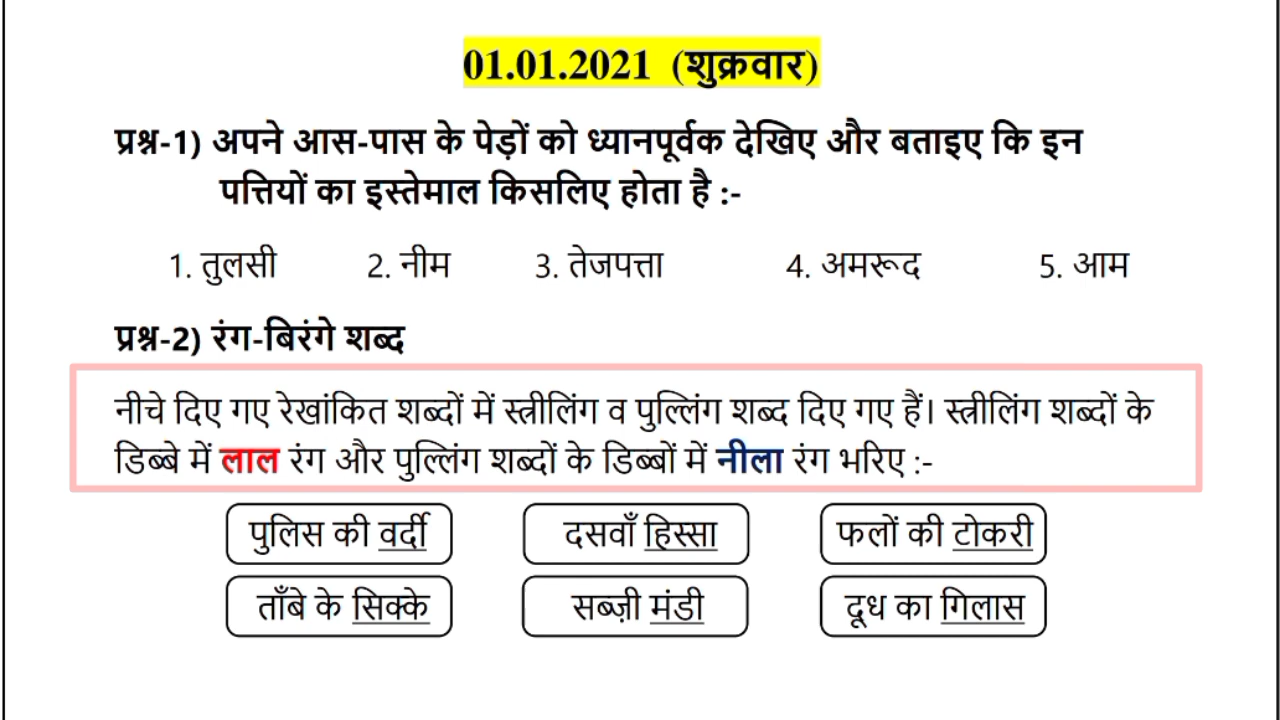 01.01.2021 (शुक्रवार)
प्रश्न-1) अपने आस-पास के पेड़ों को ध्यानपूर्वक देखिए और बताइए कि इन
पत्तियों का इस्तेमाल किसलिए होता है :-
1. तुलसी 2. नीम 3. तेजपत्ता 4. अमरूद 5. आम
प्रश्न-2) रंग-बिरंगे शब्द
नीचे दिए गए रेखांकित शब्दों में स्त्रीलिंग व पुल्लिंग शब्द दिए गए हैं। स्त्रीलिंग शब्दों के
डिब्बे में लाल रंग और पुल्लिंग शब्दों के डिब्बों में नीला रंग भरिए :-
पुलिस की वर्दी दसवाँ हिस्सा फलों की टोकरी
ताँबे के सिक्के सब्ज़ी मंडी दूध का गिलास